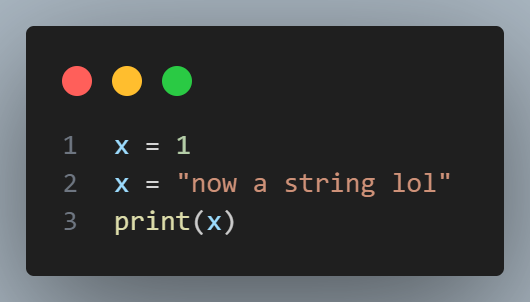 1 x = 1
2 x = "now a string lol"
3 print(x)